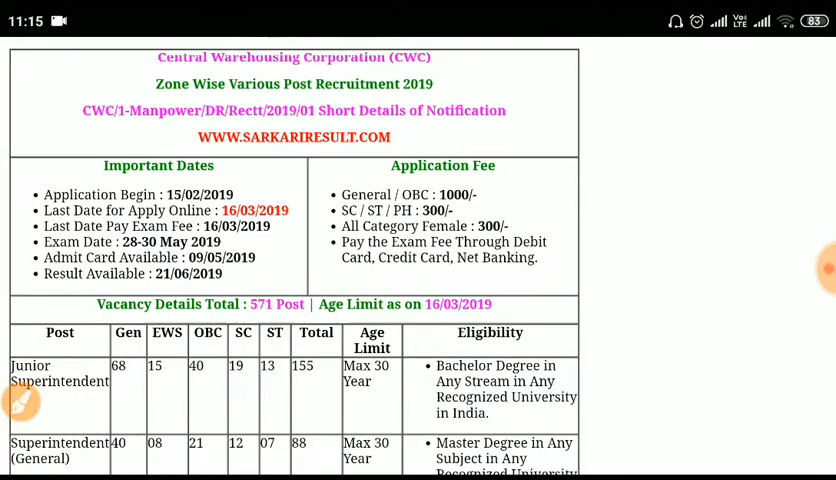 11:15
Vo)
LTE
83
Central Warehousing Corporation (CWC)
Zone Wise Various Post Recruitment 2019
CWC/1-Manpower/DR/Rectt/2019/01 Short Details of Notification
WWW.SARKARIRESULT.COM
Important Dates
• Application Begin : 15/02/2019
• Last Date for Apply Online : 16/03/2019
• Last Date Pay Exam Fee : 16/03/2019
• Exam Date : 28-30 May 2019
• Admit Card Available : 09/05/2019
• Result Available : 21/06/2019
Application Fee
• General / OBC : 1000/-
• SC / ST / PH : 300/-
• All Category Female : 300/-
• Pay the Exam Fee Through Debit
Card, Credit Card, Net Banking.
Vacancy Details Total : 571 Post | Age Limit as on 16/03/2019
Post Gen EWS OBC SC ST Total Age Limit Eligibility
Junior Superintendent 68 15 40 19 13 155 Max 30 Year
• Bachelor Degree in
Any Stream in Any
Recognized University
in India.
Superintendent (General) 40 08 21 12 07 88 Max 30 Year
• Master Degree in Any
Subject in Any
Recognized University